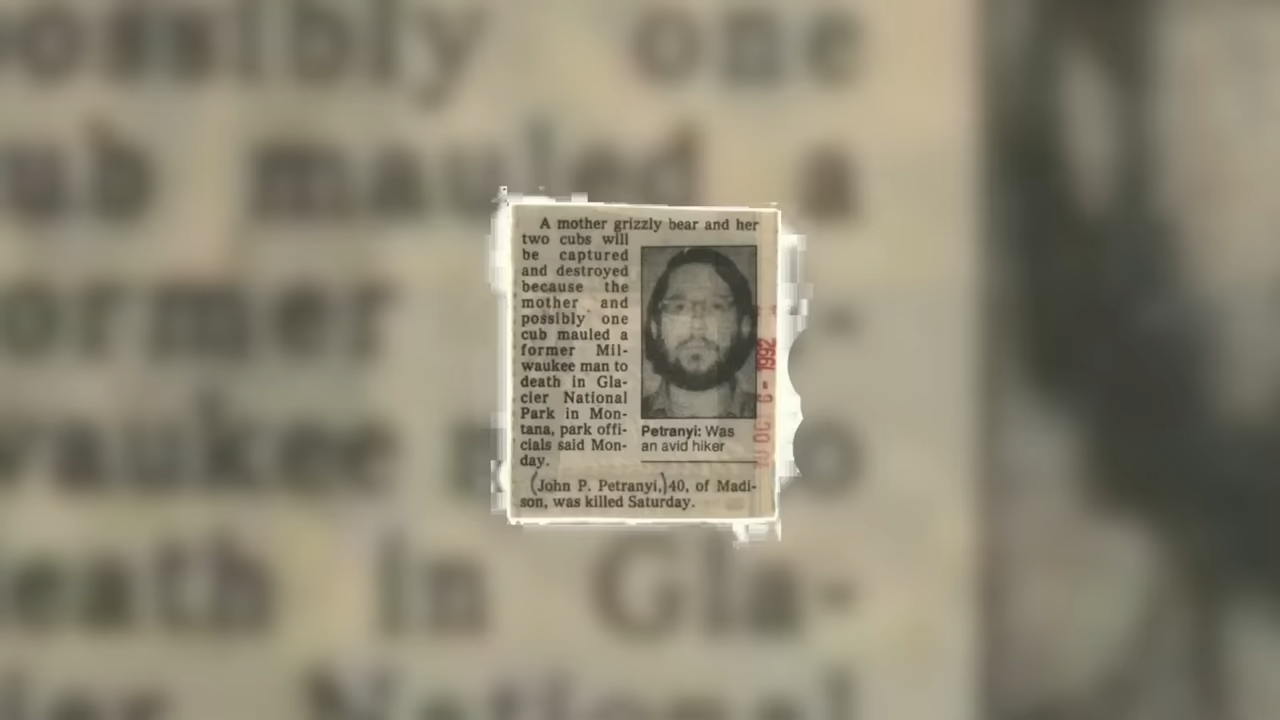 A mother grizzly bear and her
two cubs will
be captured
and destroyed
because the
mother and
possibly one
cub mauled a
former Mil-
waukee man to
death in Gla-
cier National
Park in Mon-
tana, park offi-
cials said Mon-
day.
Petranyi: Was
an avid hiker
(John P. Petranyi,) 40, of Madi-
son, was killed Saturday.
6 - 1992